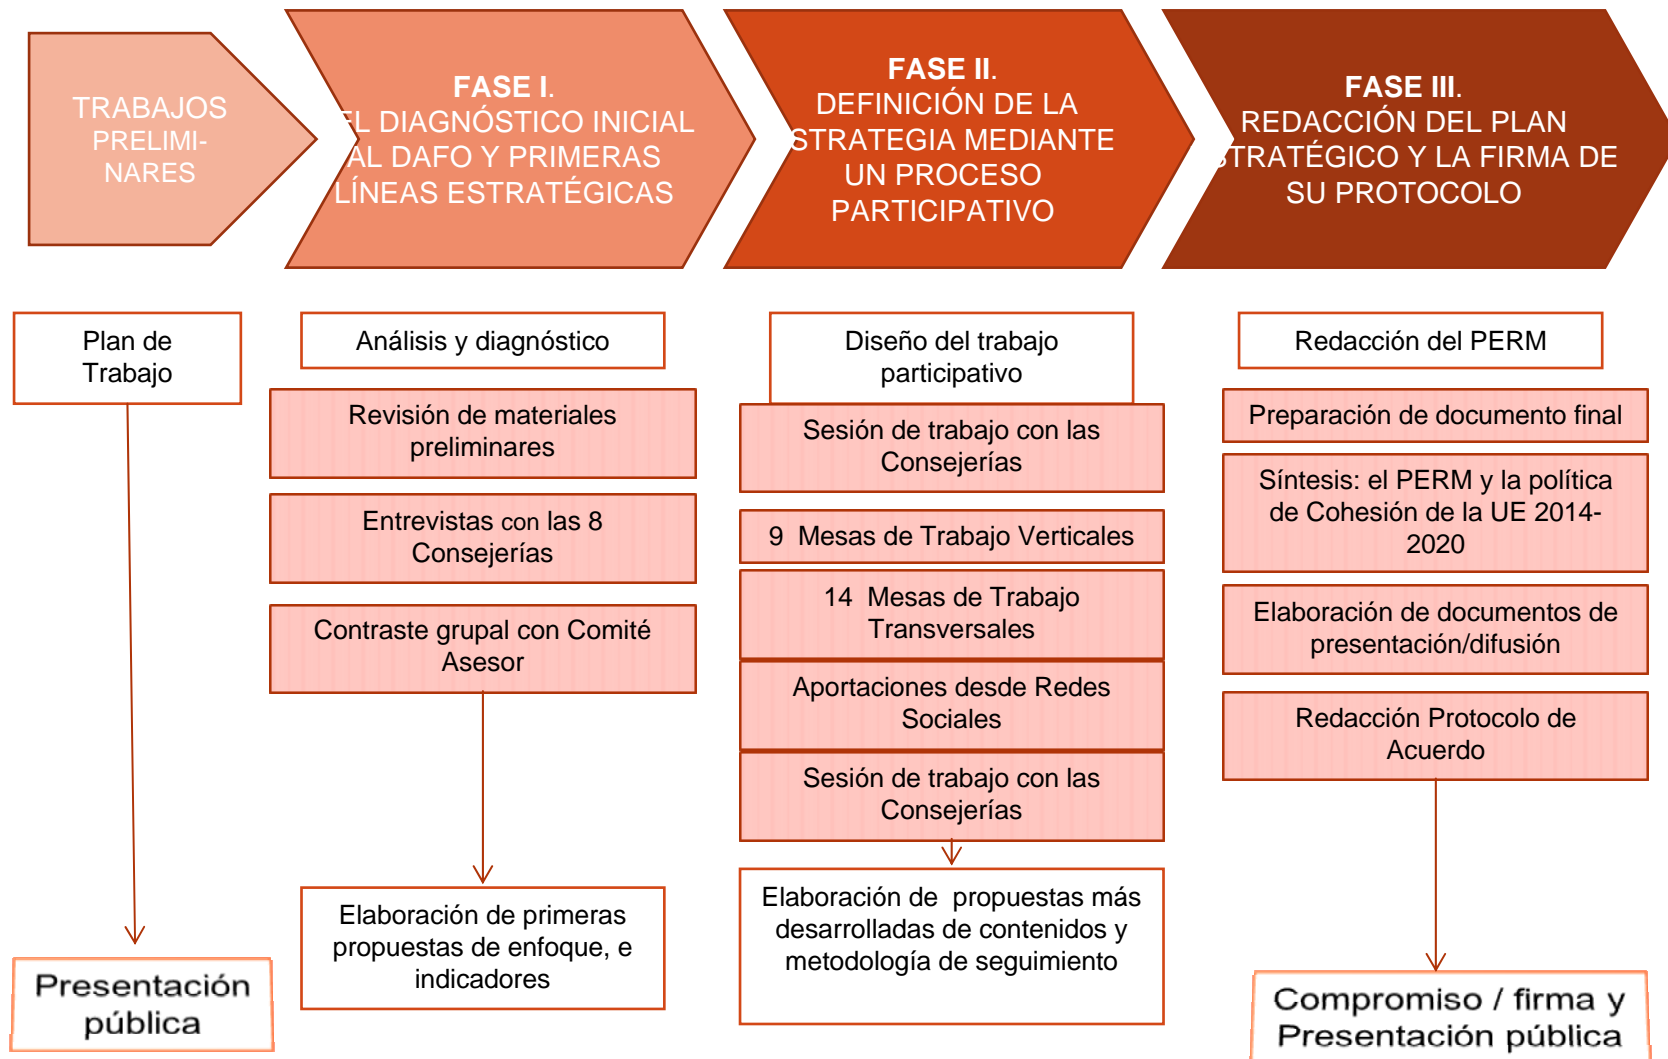 TRABAJOS
PRELIMI-
NARES
FASE I.
EL DIAGNÓSTICO INICIAL
AL DAFO Y PRIMERAS
LÍNEAS ESTRATÉGICAS
FASE II.
DEFINICIÓN DE LA
STRATEGIA MEDIANTE
UN PROCESO
PARTICIPATIVO
FASE III.
REDACCIÓN DEL PLAN
STRATÉGICO Y LA FIRMA DE
SU PROTOCOLO
Plan de
Trabajo
Presentación
pública
Análisis y diagnóstico
Revisión de materiales
preliminares
Entrevistas con las 8
Consejerías
Contraste grupal con Comité
Asesor
Elaboración de primeras
propuestas de enfoque, e
indicadores
Diseño del trabajo
participativo
Sesión de trabajo con las
Consejerías
9 Mesas de Trabajo Verticales
14 Mesas de Trabajo
Transversales
Aportaciones desde Redes
Sociales
Sesión de trabajo con las
Consejerías
Elaboración de propuestas más
desarrolladas de contenidos y
metodología de seguimiento
Redacción del PERM
Preparación de documento final
Síntesis: el PERM y la política
de Cohesión de la UE 2014-
2020
Elaboración de documentos de
presentación/difusión
Redacción Protocolo de
Acuerdo
Compromiso / firma y
Presentación pública